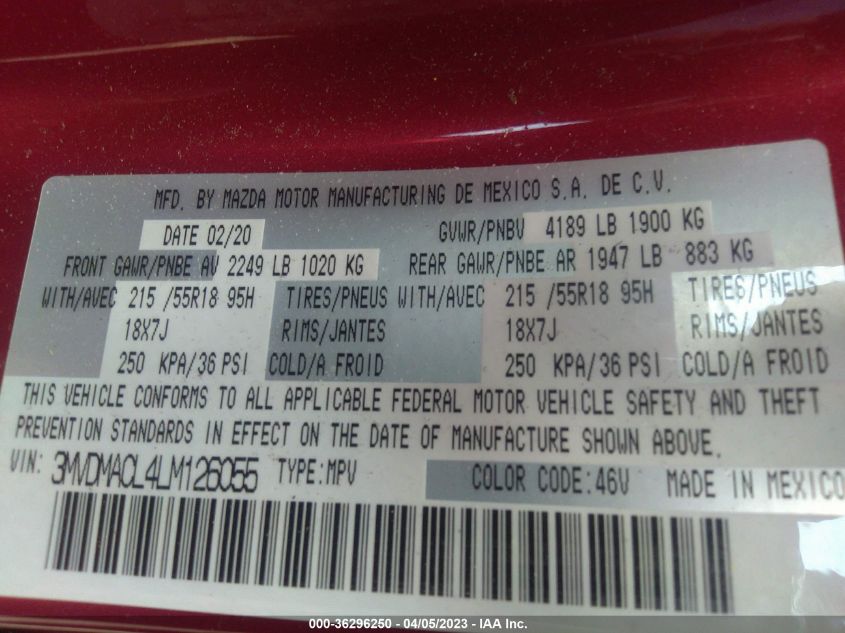 MFD. BY MAZDA MOTOR MANUFACTURING DE MEXICO S.A. DE C.V.
DATE 02/20 GVWR/PNBV 4189 LB 1900 KG
FRONT GAWR/PNBE AV 2249 LB 1020 KG REAR GAWR/PNBE AR 1947 LB 883 KG
WITH/AVEC 215 /55R18 95H TIRES/PNEUS WITH/AVEC 215 /55R18 95H TIRES/PNEUS
18X7J RIMS/JANTES 18X7J RIMS/JANTES
250 KPA/36 PSI COLD/A FROID 250 KPA/36 PSI COLD/A FROID
THIS VEHICLE CONFORMS TO ALL APPLICABLE FEDERAL MOTOR VEHICLE SAFETY AND THEFT
PREVENTION STANDARDS IN EFFECT ON THE DATE OF MANUFACTURE SHOWN ABOVE.
VIN: 3MVDMACL4LM126055 TYPE:MPV COLOR CODE:46V MADE IN MEXICO
000-36296250 - 04/05/2023 - IAA Inc.